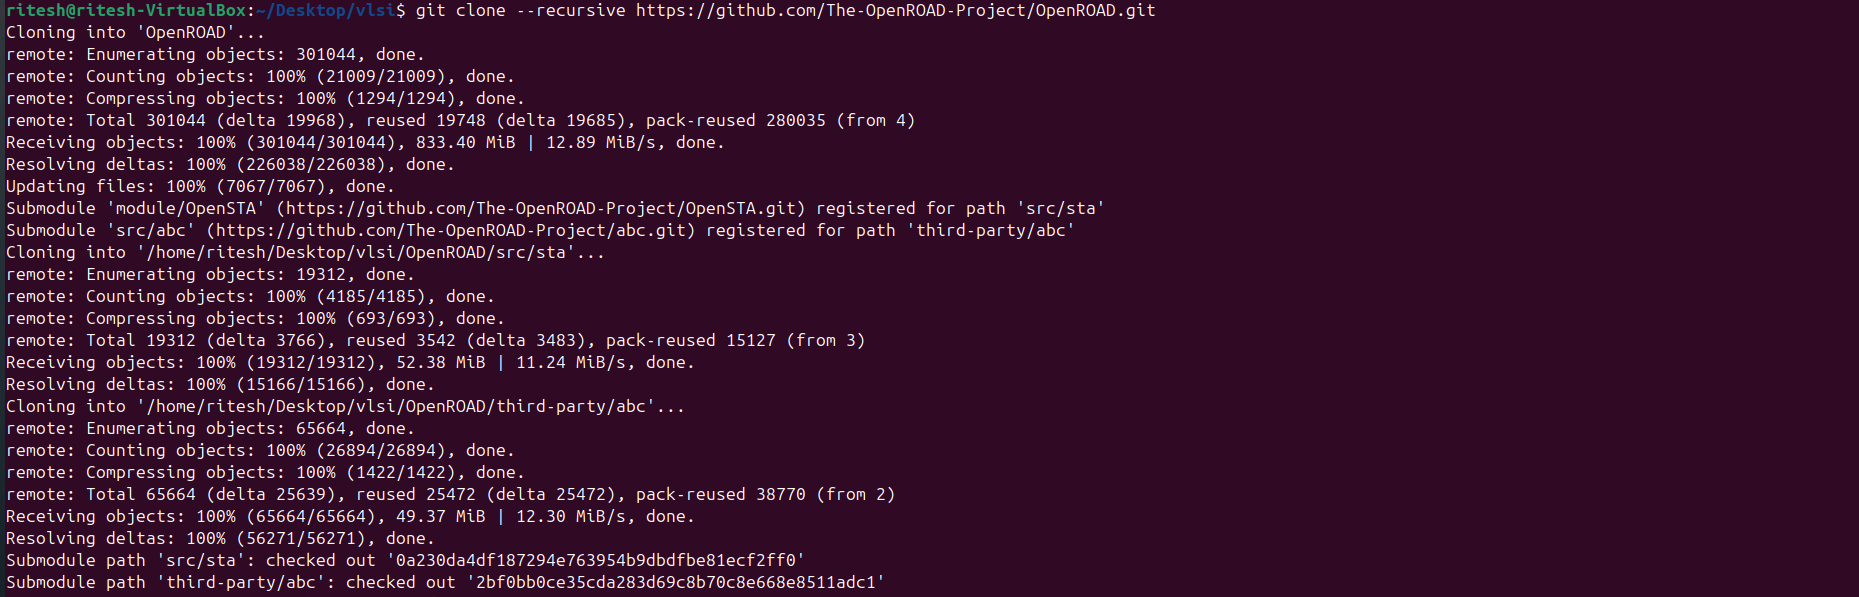 ritesh@ritesh-VirtualBox:~/Desktop/vlsi$ git clone --recursive https://github.com/The-OpenROAD-Project/OpenROAD.git
Cloning into 'OpenROAD'...
remote: Enumerating objects: 301044, done.
remote: Counting objects: 100% (21009/21009), done.
remote: Compressing objects: 100% (1294/1294), done.
remote: Total 301044 (delta 19968), reused 19748 (delta 19685), pack-reused 280035 (from 4)
Receiving objects: 100% (301044/301044), 833.40 MiB | 12.89 MiB/s, done.
Resolving deltas: 100% (226038/226038), done.
Updating files: 100% (7067/7067), done.
Submodule 'module/OpenSTA' (https://github.com/The-OpenROAD-Project/OpenSTA.git) registered for path 'src/sta'
Submodule 'src/abc' (https://github.com/The-OpenROAD-Project/abc.git) registered for path 'third-party/abc'
Cloning into '/home/ritesh/Desktop/vlsi/OpenROAD/src/sta'...
remote: Enumerating objects: 19312, done.
remote: Counting objects: 100% (4185/4185), done.
remote: Compressing objects: 100% (693/693), done.
remote: Total 19312 (delta 3766), reused 3542 (delta 3483), pack-reused 15127 (from 3)
Receiving objects: 100% (19312/19312), 52.38 MiB | 11.24 MiB/s, done.
Resolving deltas: 100% (15166/15166), done.
Cloning into '/home/ritesh/Desktop/vlsi/OpenROAD/third-party/abc'...
remote: Enumerating objects: 65664, done.
remote: Counting objects: 100% (26894/26894), done.
remote: Compressing objects: 100% (1422/1422), done.
remote: Total 65664 (delta 25639), reused 25472 (delta 25472), pack-reused 38770 (from 2)
Receiving objects: 100% (65664/65664), 49.37 MiB | 12.30 MiB/s, done.
Resolving deltas: 100% (56271/56271), done.
Submodule path 'src/sta': checked out '0a230da4df187294e763954b9dbdfbe81ecf2ff0'
Submodule path 'third-party/abc': checked out '2bf0bb0ce35cda283d69c8b70c8e668e8511adc1'